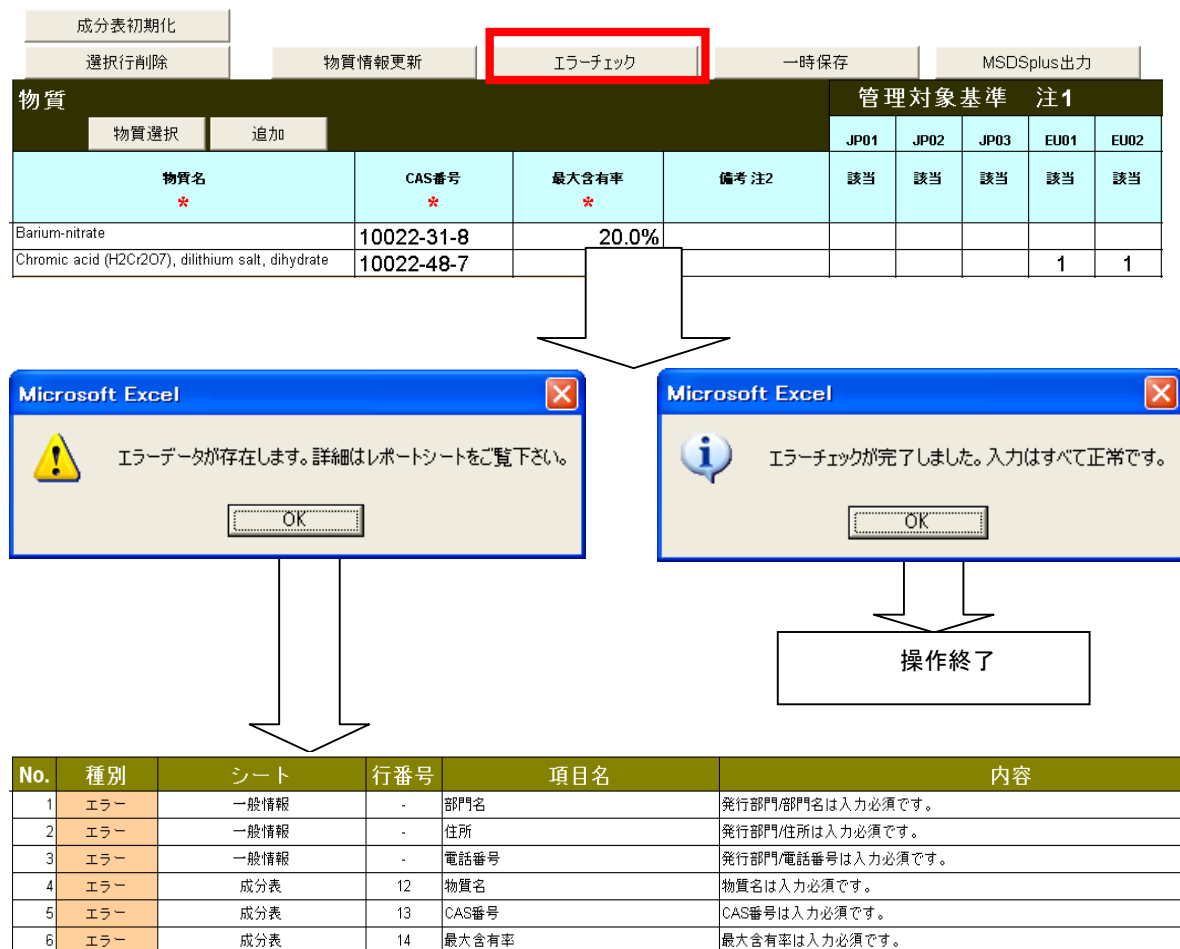 成分表初期化
選択行削除 物質情報更新 エラーチェック 一時保存 MSDSplus出力
物質 管理対象基準 注1
物質選択 追加 JP01 JP02 JP03 EU01 EU02
物質名 CAS番号 最大含有率 備考 注2 該当 該当 該当 該当 該当
* * *
Barium-nitrate 10022-31-8 20.0%
Chromic acid (H2Cr2O7), dilithium salt, dihydrate 10022-48-7 1 1
Microsoft Excel
エラーデータが存在します。詳細はレポートシートをご覧下さい。
OK
Microsoft Excel
エラーチェックが完了しました。入力はすべて正常です。
OK
操作終了
No. 種別 シート 行番号 項目名 内容
1 エラー 一般情報 - 部門名 発行部門/部門名は入力必須です。
2 エラー 一般情報 - 住所 発行部門/住所は入力必須です。
3 エラー 一般情報 - 電話番号 発行部門/電話番号は入力必須です。
4 エラー 成分表 12 物質名 物質名は入力必須です。
5 エラー 成分表 13 CAS番号 CAS番号は入力必須です。
6 エラー 成分表 14 最大含有率 最大含有率は入力必須です。